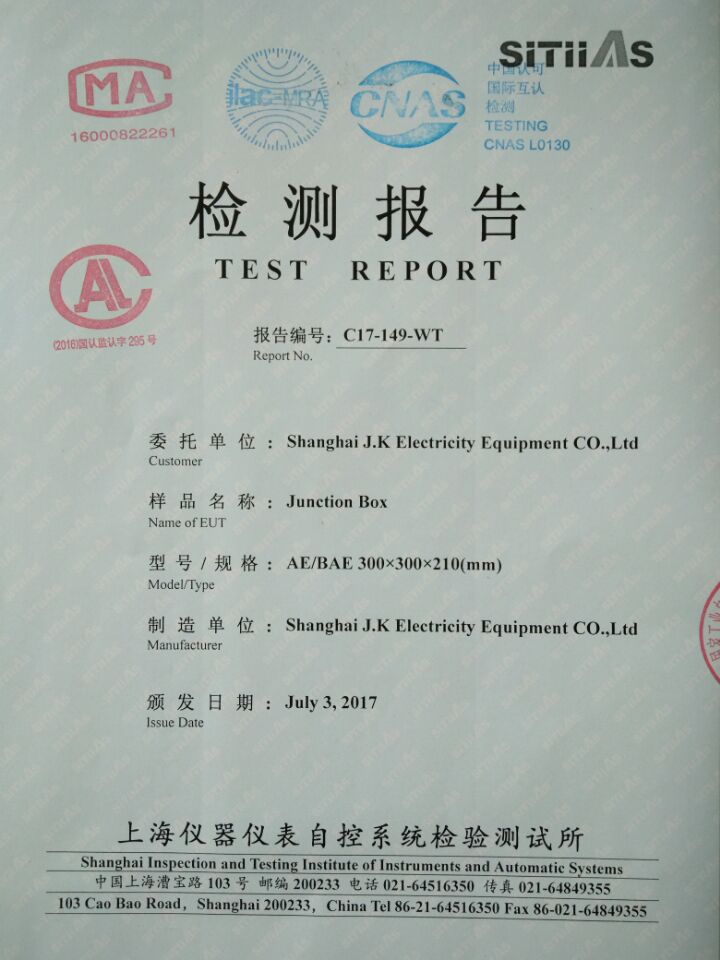 SiTiiAS
MA
16000822261
ilac-MRA
CNAS
中国认可
国际互认
检测
TESTING
CNAS L0130
检测报告
TEST REPORT
AL
(2016)国认监认字295号
报告编号: C17-149-WT
Report No.
委托单位: Shanghai J.K Electricity Equipment CO.,Ltd
Customer
样品名称: Junction Box
Name of EUT
型号/规格: AE/BAE 300×300×210(mm)
Model/Type
制造单位: Shanghai J.K Electricity Equipment CO.,Ltd
Manufacturer
颁发日期: July 3, 2017
Issue Date
上海仪器仪表自控系统检验测试所
Shanghai Inspection and Testing Institute of Instruments and Automatic Systems
中国上海漕宝路 103 号 邮编 200233 电话 021-64516350 传真 021-64849355
103 Cao Bao Road, Shanghai 200233, China Tel 86-21-64516350 Fax 86-021-64849355